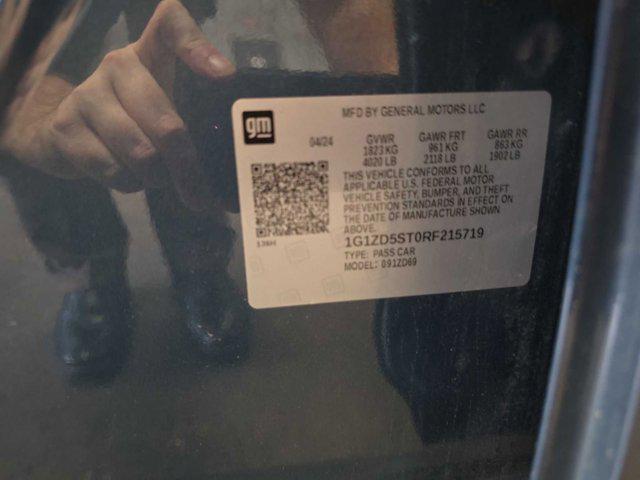 gm
MFD BY GENERAL MOTORS LLC
04/24
GVWR
1823 KG
4020 LB
GAWR FRT
961 KG
2118 LB
GAWR RR
863 KG
1902 LB
THIS VEHICLE CONFORMS TO ALL
APPLICABLE U.S. FEDERAL MOTOR
VEHICLE SAFETY, BUMPER, AND THEFT
PREVENTION STANDARDS IN EFFECT ON
THE DATE OF MANUFACTURE SHOWN
ABOVE.
136H
1G1ZD5ST0RF215719
TYPE: PASS CAR
MODEL: 091ZD69